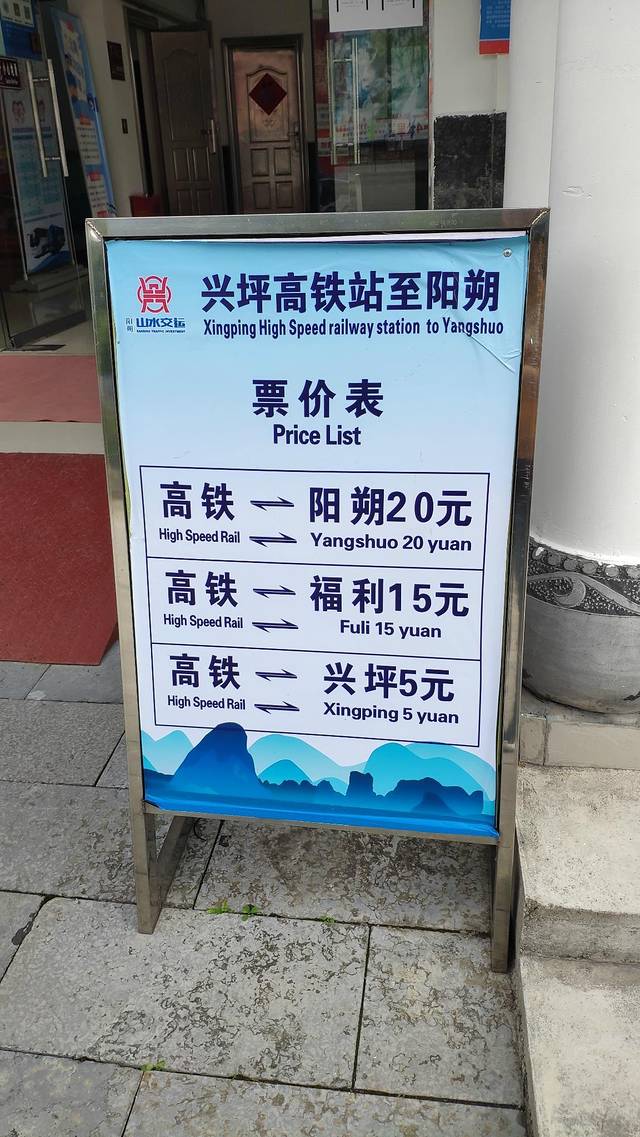 兴坪高铁站至阳朔
阳朔
山水交运
Xingping High Speed railway station to Yangshuo
票价表
Price List
高铁 ⇌ 阳朔20元
High Speed Rail ⇌ Yangshuo 20 yuan
高铁 ⇌ 福利15元
High Speed Rail ⇌ Fuli 15 yuan
高铁 ⇌ 兴坪5元
High Speed Rail ⇌ Xingping 5 yuan